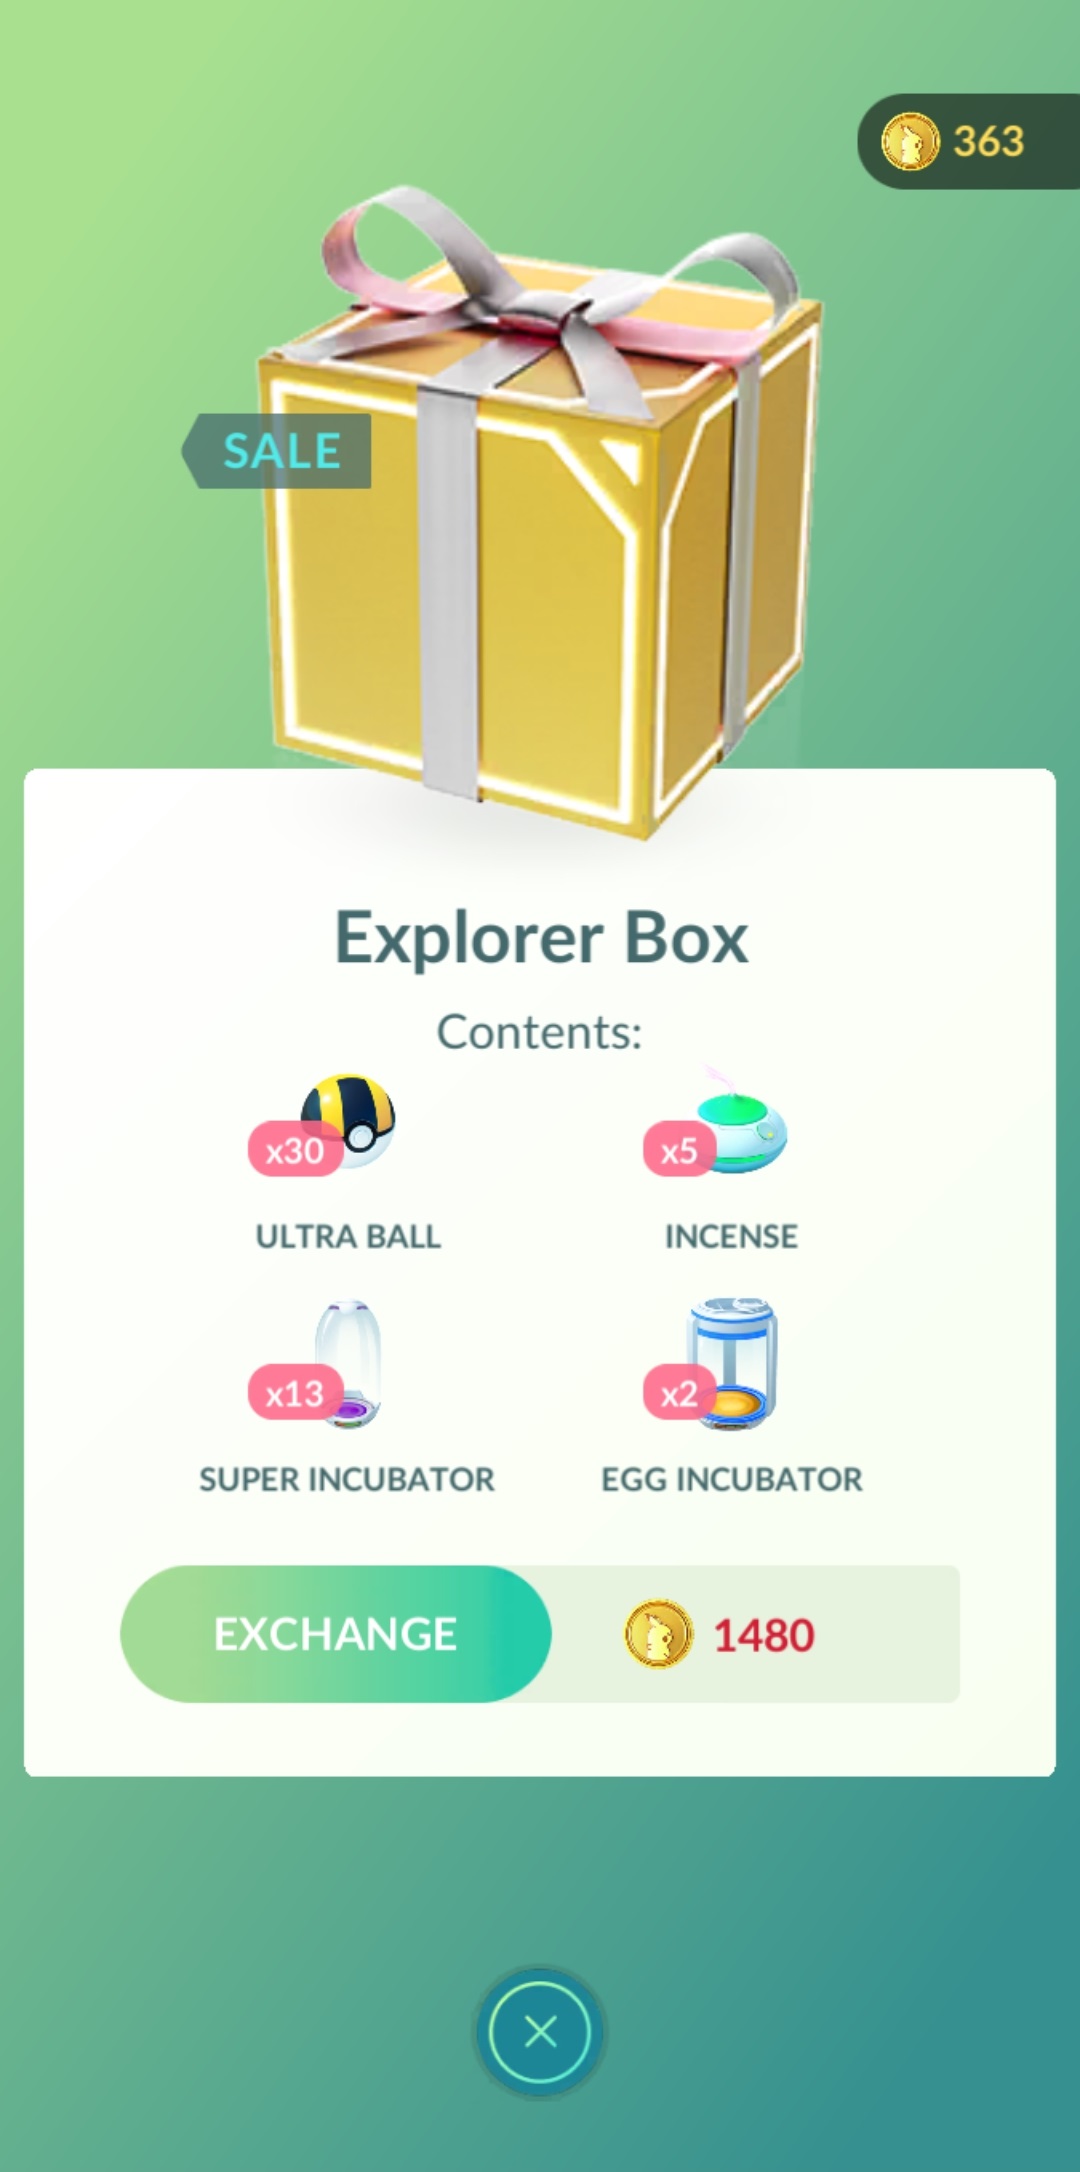 363
SALE
Explorer Box
Contents:
x30
x5
ULTRA BALL
INCENSE
x13
x2
SUPER INCUBATOR
EGG INCUBATOR
EXCHANGE
1480